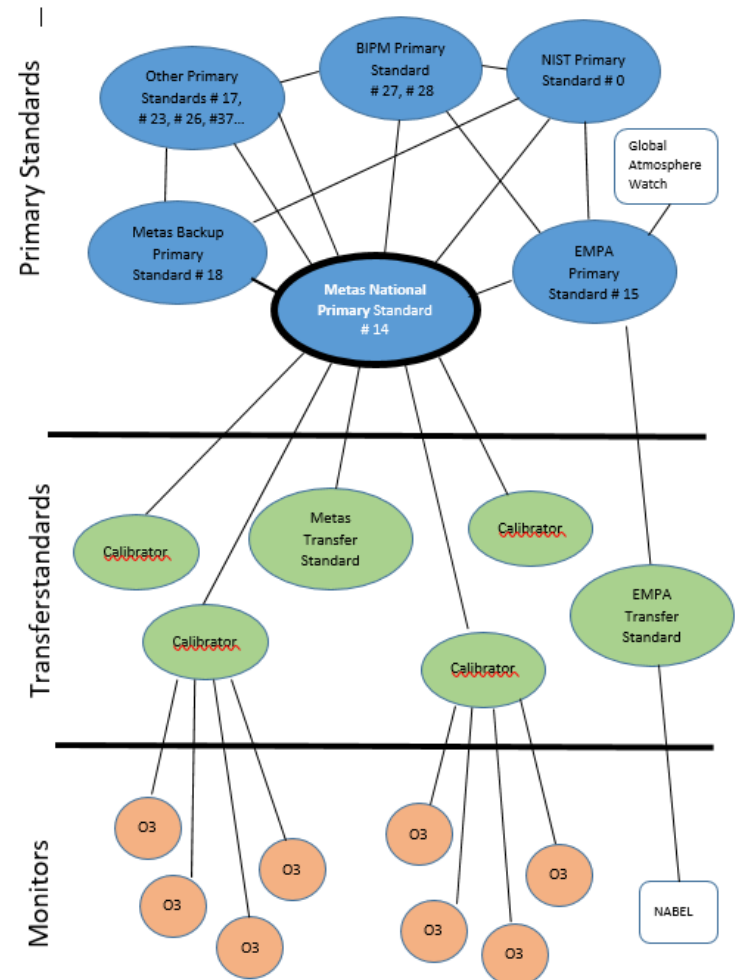 Primary Standards
Other Primary
Standards # 17,
# 23, # 26, #37...
BIPM Primary
Standard
# 27, # 28
NIST Primary
Standard # 0
Global
Atmosphere
Watch
Metas Backup
Primary
Standard # 18
Metas National
Primary Standard
# 14
EMPA
Primary
Standard # 15
Transferstandards
Calibrator
Metas
Transfer
Standard
Calibrator
EMPA
Transfer
Standard
Calibrator
Calibrator
Monitors
O3
O3
O3
O3
O3
O3
O3
O3
NABEL